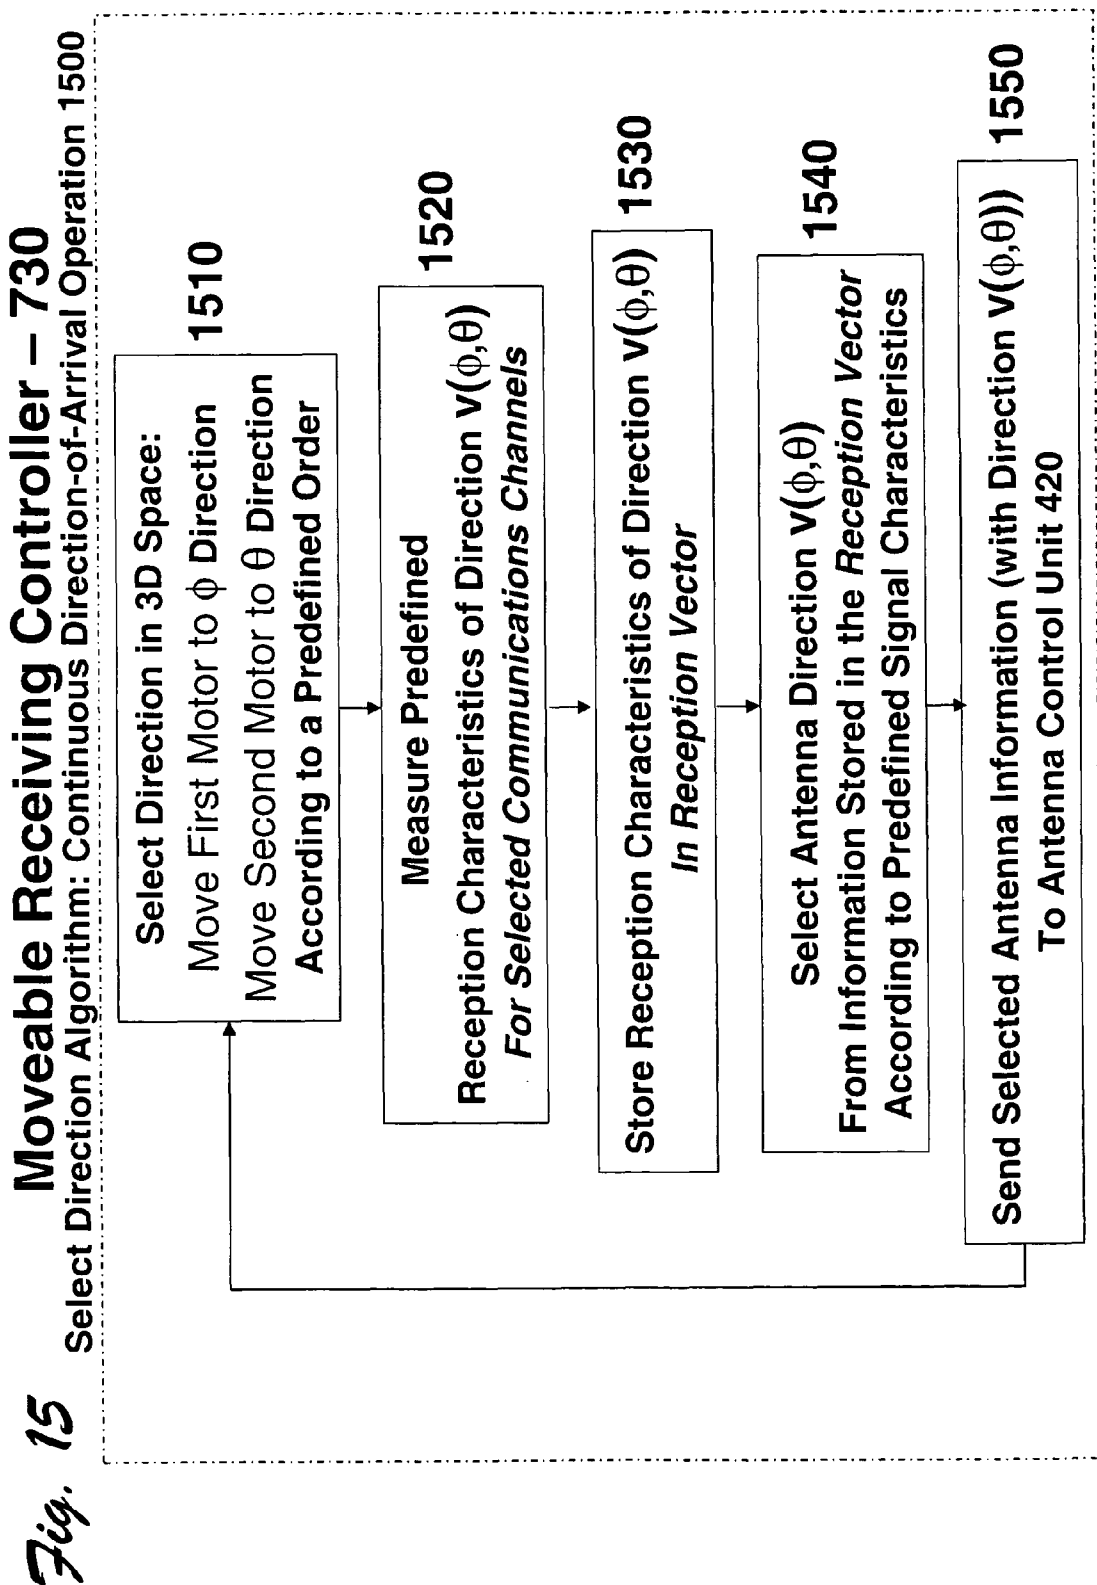 Fig. 15
Moveable Receiving Controller – 730
Select Direction Algorithm: Continuous Direction-of-Arrival Operation 1500
1510
Select Direction in 3D Space:
Move First Motor to ϕ Direction
Move Second Motor to θ Direction
According to a Predefined Order
1520
Measure Predefined
Reception Characteristics of Direction V(ϕ,θ)
For Selected Communications Channels
1530
Store Reception Characteristics of Direction V(ϕ,θ)
In Reception Vector
1540
Select Antenna Direction V(ϕ,θ)
From Information Stored in the Reception Vector
According to Predefined Signal Characteristics
1550
Send Selected Antenna Information (with Direction V(ϕ,θ))
To Antenna Control Unit 420